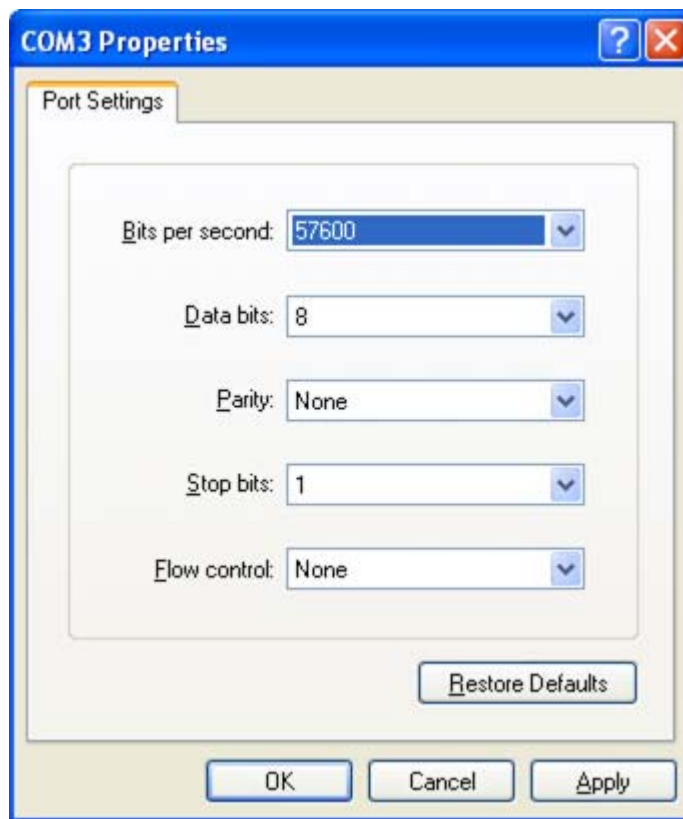 COM3 Properties
Port Settings
Bits per second: 57600
Data bits: 8
Parity: None
Stop bits: 1
Flow control: None
Restore Defaults
OK Cancel Apply